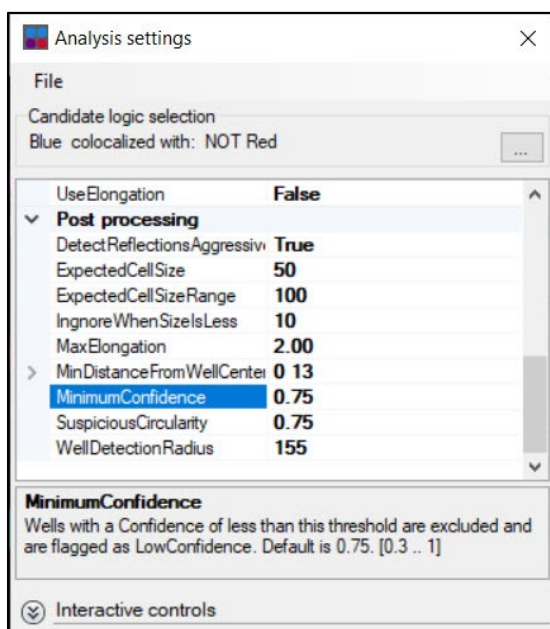 Analysis settings
File
Candidate logic selection
Blue colocalized with: NOT Red
...
UseElongation False
Post processing
DetectReflectionsAggressive True
ExpectedCellSize 50
ExpectedCellSizeRange 100
IngnoreWhenSizeIsLess 10
MaxElongation 2.00
MinDistanceFromWellCenter 0 13
MinimumConfidence 0.75
SuspiciousCircularity 0.75
WellDetectionRadius 155
MinimumConfidence
Wells with a Confidence of less than this threshold are excluded and
are flagged as LowConfidence. Default is 0.75. [0.3 .. 1]
Interactive controls